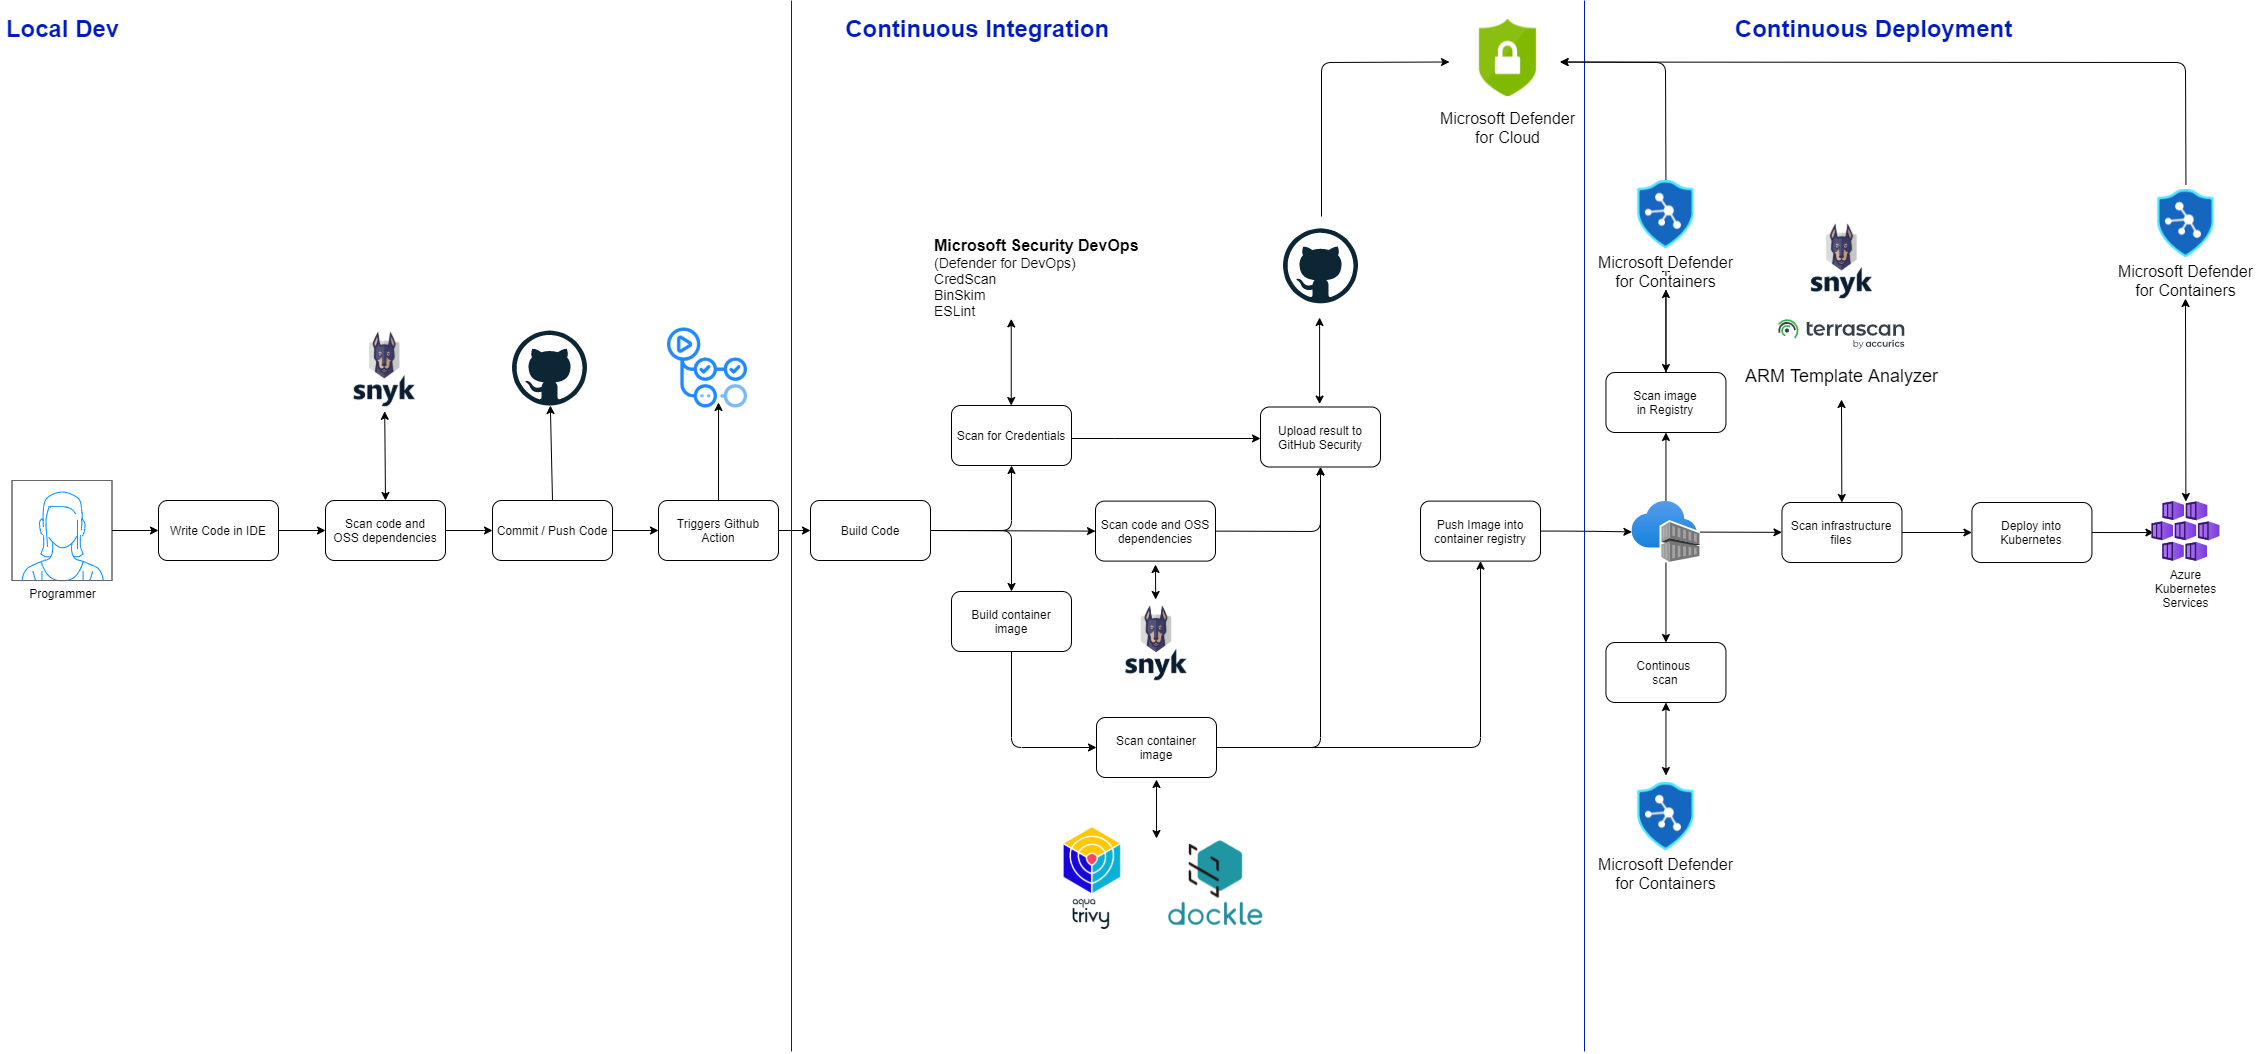 Local Dev
Continuous Integration
Continuous Deployment
Microsoft Defender
for Cloud
Programmer
Write Code in IDE
snyk
Scan code and
OSS dependencies
Commit / Push Code
Triggers Github
Action
Build Code
Microsoft Security DevOps
(Defender for DevOps)
CredScan
BinSkim
ESLint
Scan for Credentials
Upload result to
GitHub Security
Scan code and OSS
dependencies
snyk
Build container
image
Scan container
image
aqua
trivy
dockle
Push Image into
container registry
Microsoft Defender
for Containers
Scan image
in Registry
Continous
scan
Microsoft Defender
for Containers
snyk
terrascan
by accurics
ARM Template Analyzer
Scan infrastructure
files
Deploy into
Kubernetes
Microsoft Defender
for Containers
Azure
Kubernetes
Services